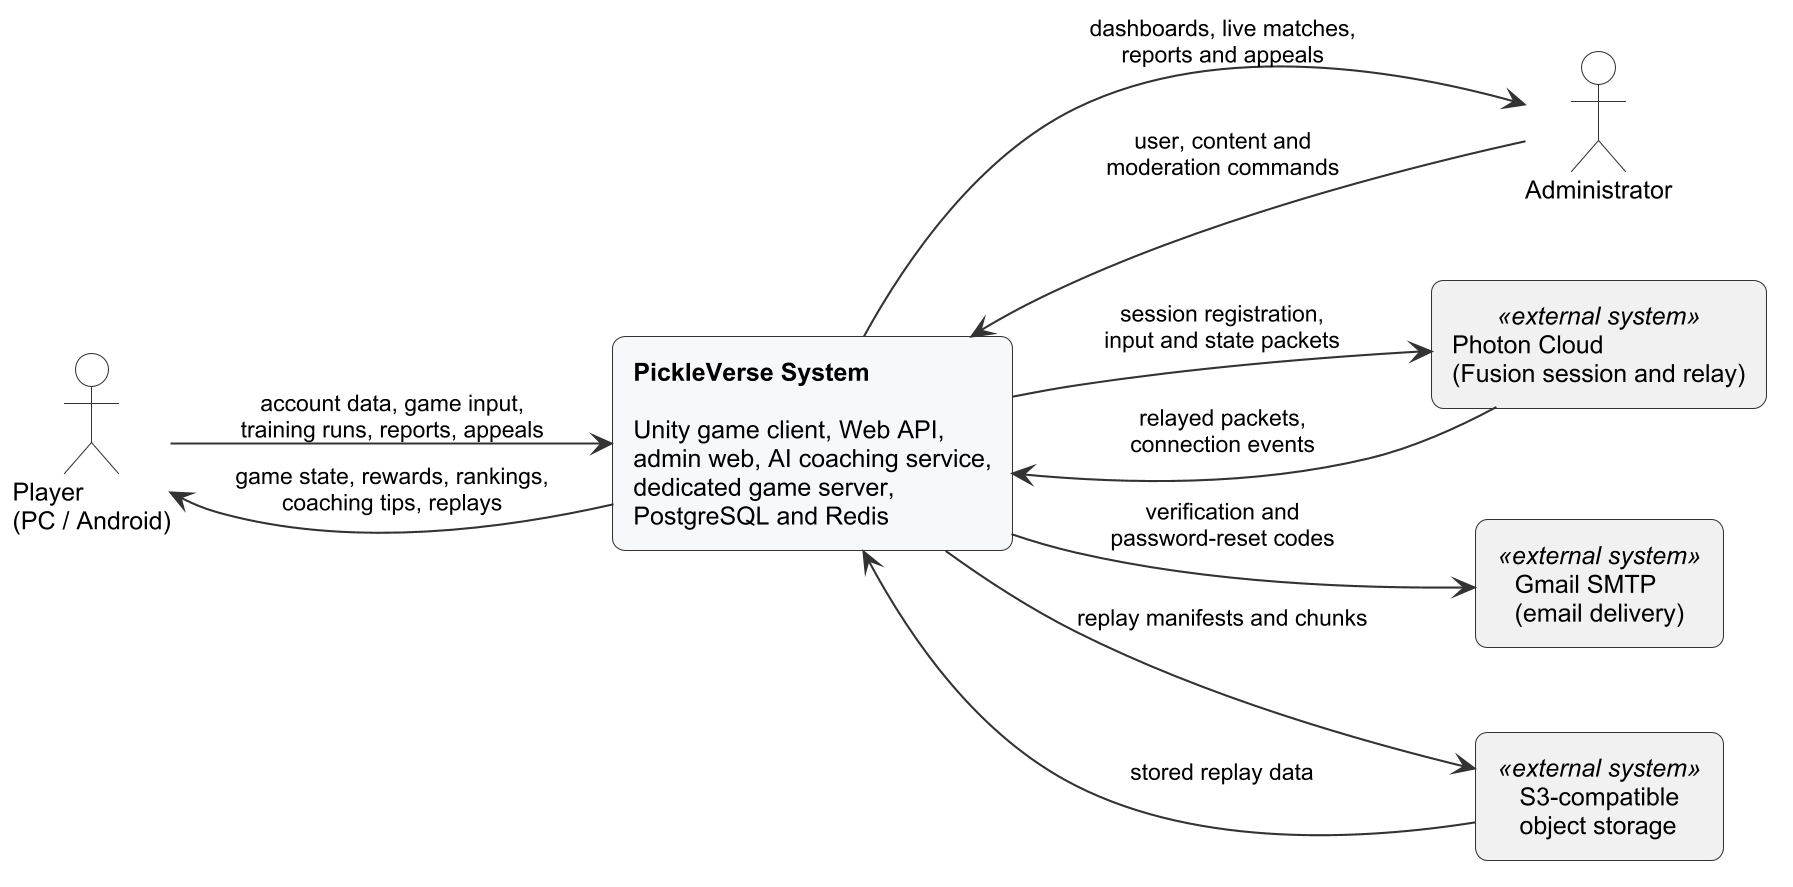 dashboards, live matches,
reports and appeals
user, content and
moderation commands
Administrator
session registration,
input and state packets
«external system»
Photon Cloud
(Fusion session and relay)
relayed packets,
connection events
PickleVerse System
Unity game client, Web API,
admin web, AI coaching service,
dedicated game server,
PostgreSQL and Redis
account data, game input,
training runs, reports, appeals
game state, rewards, rankings,
coaching tips, replays
Player
(PC / Android)
verification and
password-reset codes
«external system»
Gmail SMTP
(email delivery)
replay manifests and chunks
stored replay data
«external system»
S3-compatible
object storage